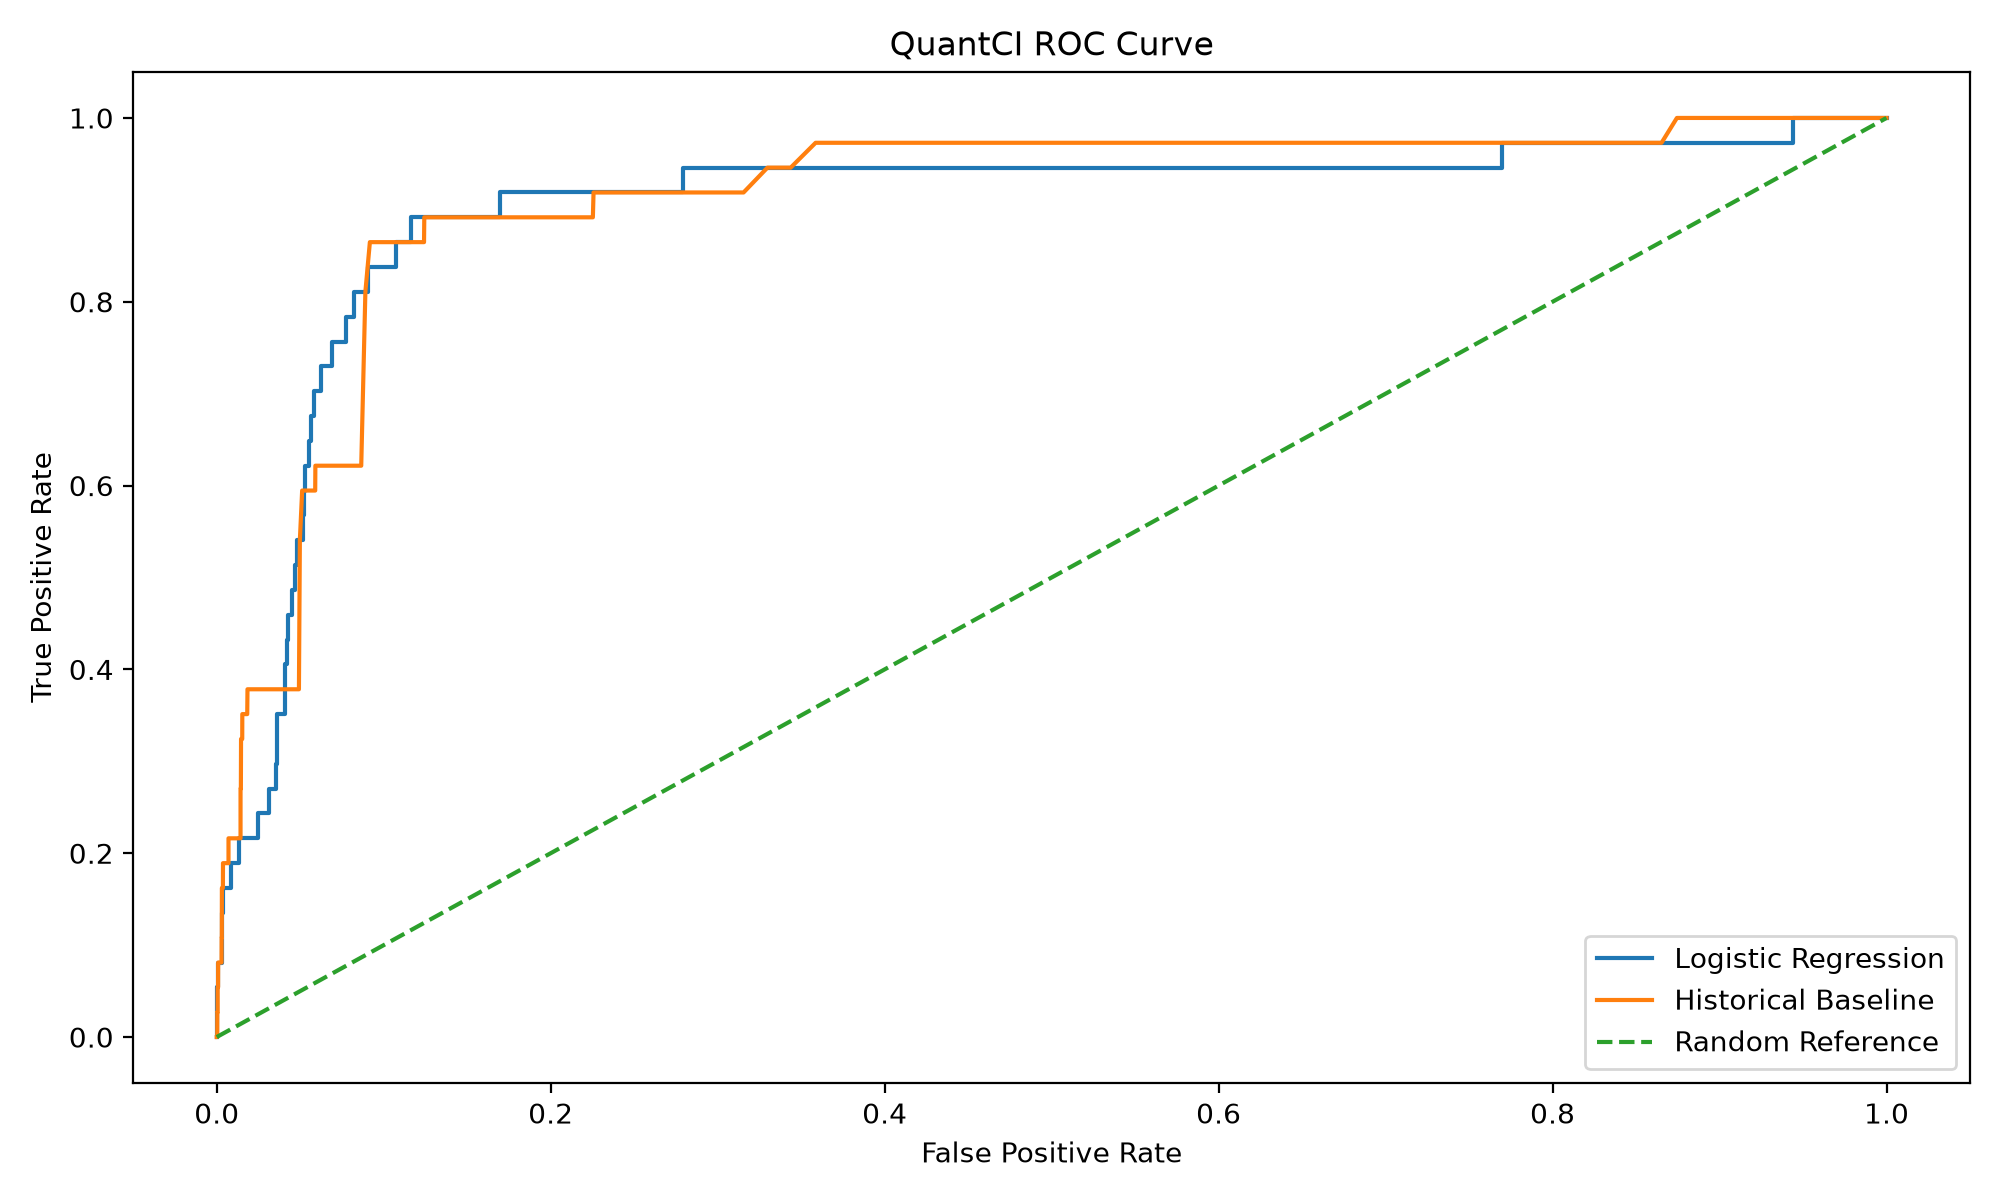 QuantCI ROC Curve
True Positive Rate
1.0
0.8
0.6
0.4
0.2
0.0
0.0 0.2 0.4 0.6 0.8 1.0
False Positive Rate
Logistic Regression
Historical Baseline
Random Reference